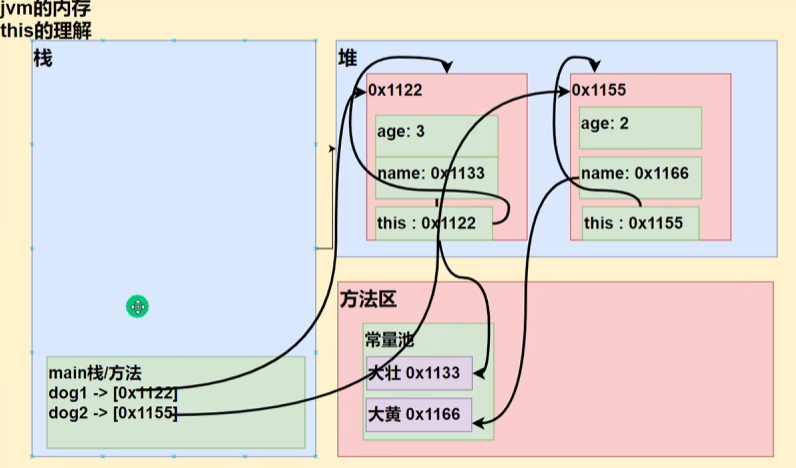 jvm的内存
this的理解
栈
main栈/方法
dog1 -> [0x1122]
dog2 -> [0x1155]
堆
0x1122
age: 3
name: 0x1133
this : 0x1122
0x1155
age: 2
name: 0x1166
this : 0x1155
方法区
常量池
大壮 0x1133
大黄 0x1166